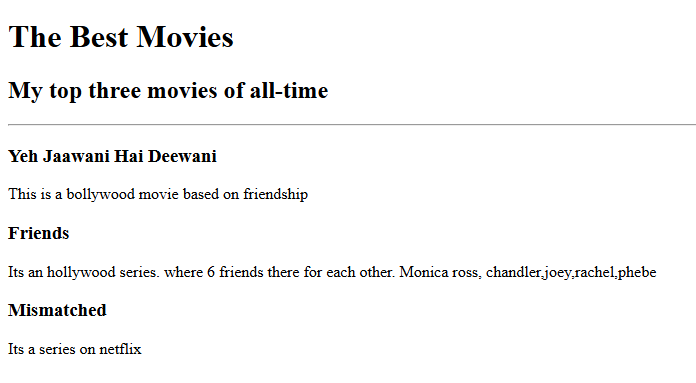 The Best Movies
My top three movies of all-time
Yeh Jaawani Hai Deewani
This is a bollywood movie based on friendship
Friends
Its an hollywood series. where 6 friends there for each other. Monica ross, chandler,joey,rachel,phebe
Mismatched
Its a series on netflix